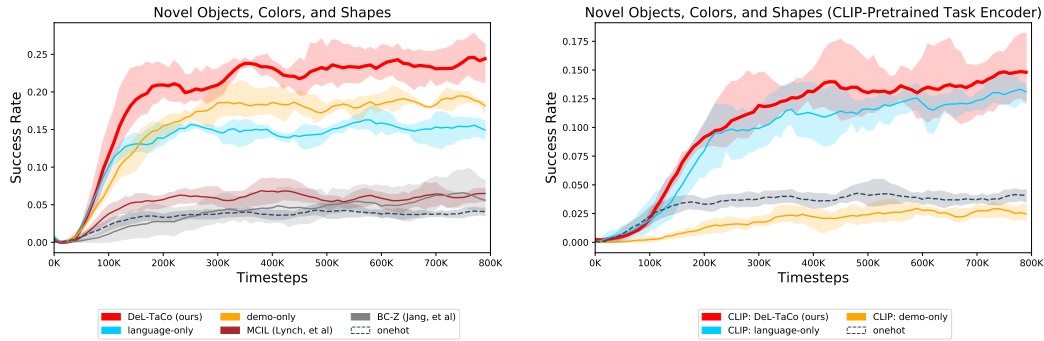 Novel Objects, Colors, and Shapes
Success Rate
0.25
0.20
0.15
0.10
0.05
0.00
0K 100K 200K 300K 400K 500K 600K 700K 800K
Timesteps
DeL-TaCo (ours)
language-only
demo-only
MCIL (Lynch, et al)
BC-Z (Jang, et al)
onehot
Novel Objects, Colors, and Shapes (CLIP-Pretrained Task Encoder)
Success Rate
0.175
0.150
0.125
0.100
0.075
0.050
0.025
0.000
0K 100K 200K 300K 400K 500K 600K 700K 800K
Timesteps
CLIP: DeL-TaCo (ours)
CLIP: language-only
CLIP: demo-only
onehot